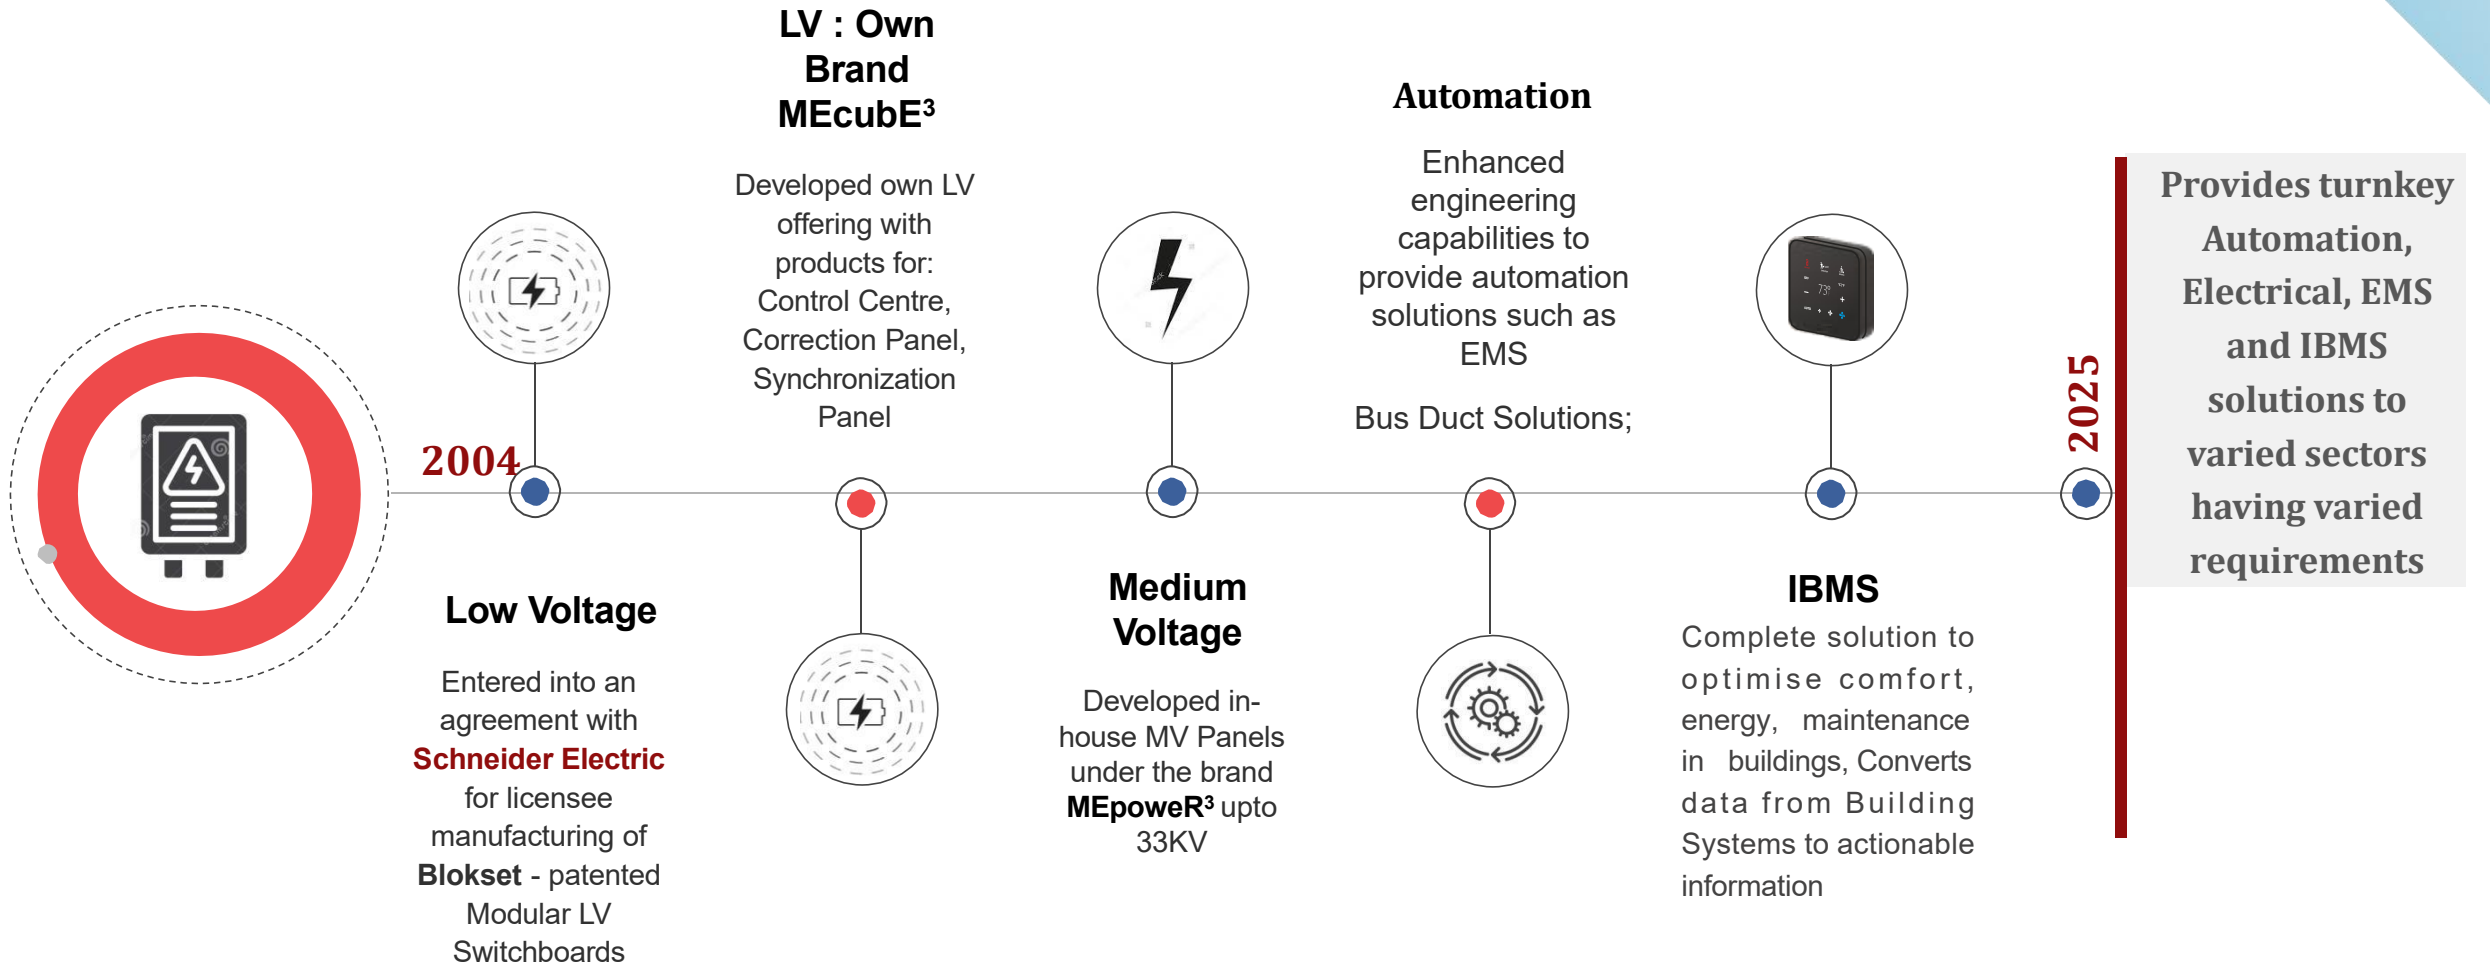 2004
Low Voltage
Entered into an
agreement with
Schneider Electric
for licensee
manufacturing of
Blokset - patented
Modular LV
Switchboards
LV : Own
Brand
MEcubE³
Developed own LV
offering with
products for:
Control Centre,
Correction Panel,
Synchronization
Panel
Medium
Voltage
Developed in-
house MV Panels
under the brand
MEpoweR³ upto
33KV
Automation
Enhanced
engineering
capabilities to
provide automation
solutions such as
EMS
Bus Duct Solutions;
73°
IBMS
Complete solution to
optimise comfort,
energy, maintenance
in buildings, Converts
data from Building
Systems to actionable
information
2025
Provides turnkey
Automation,
Electrical, EMS
and IBMS
solutions to
varied sectors
having varied
requirements